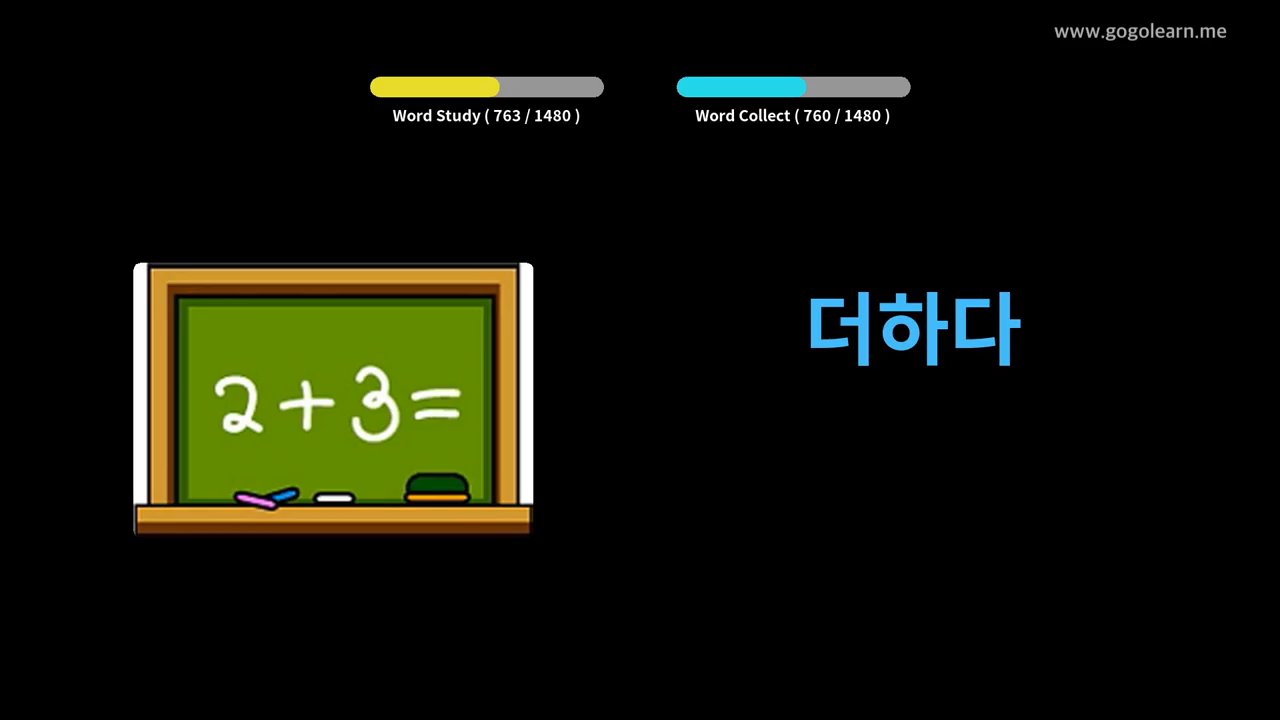 www.gogolearn.me
Word Study ( 763 / 1480 )
Word Collect ( 760 / 1480 )
2+3=
더하다